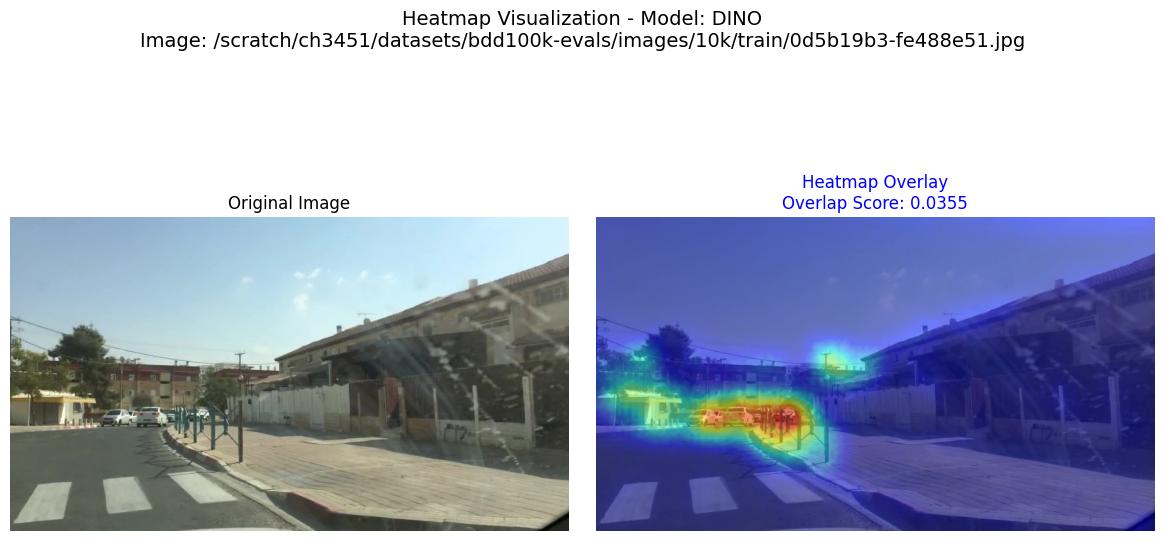 Heatmap Visualization - Model: DINO
Image: /scratch/ch3451/datasets/bdd100k-evals/images/10k/train/0d5b19b3-fe488e51.jpg
Original Image
Heatmap Overlay
Overlap Score: 0.0355